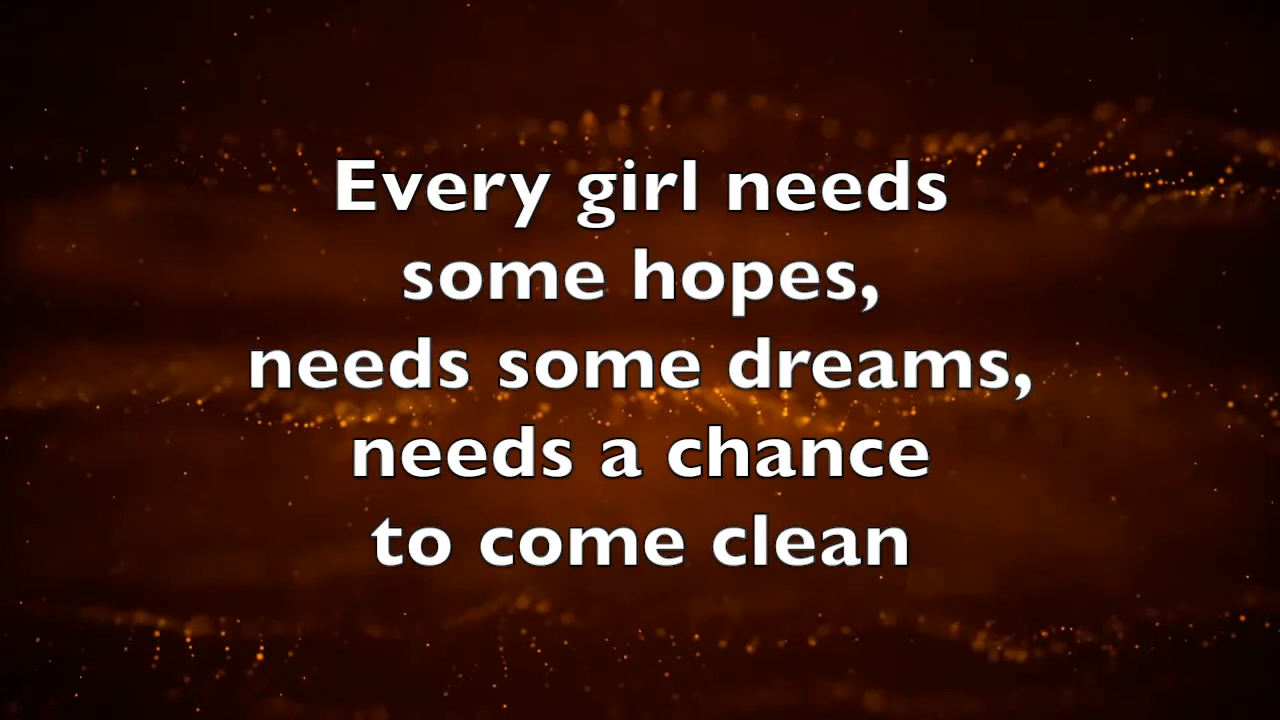 Every girl needs
some hopes,
needs some dreams,
needs a chance
to come clean